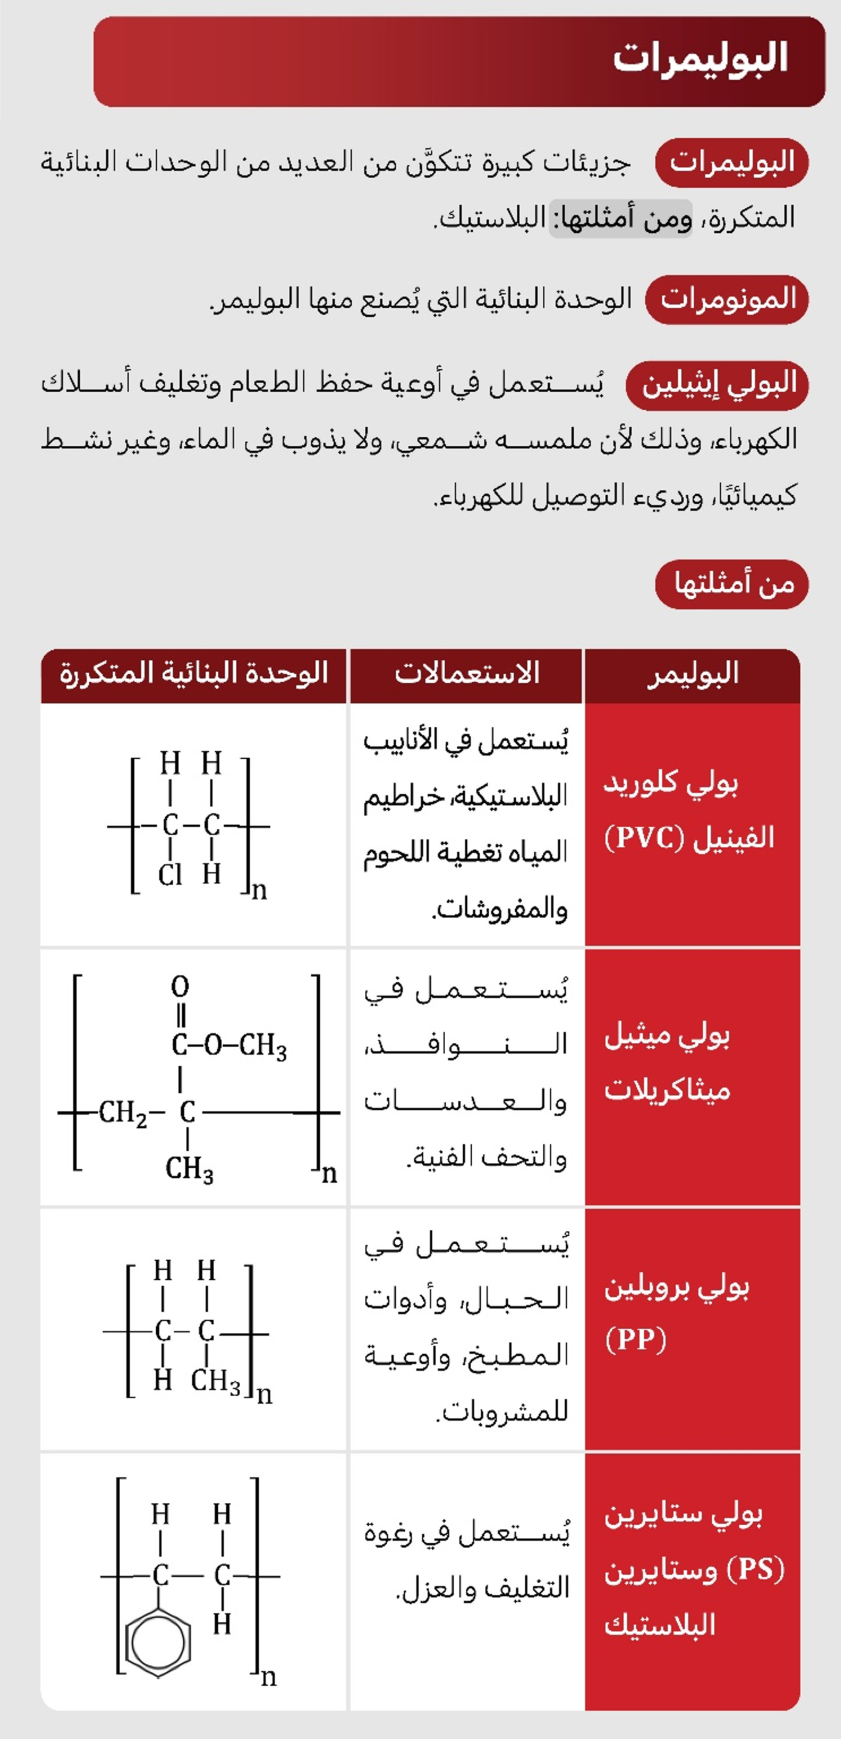 البوليمرات
البوليمرات جزيئات كبيرة تتكوَّن من العديد من الوحدات البنائية
المتكررة، ومن أمثلتها: البلاستيك.
المونومرات الوحدة البنائية التي يُصنع منها البوليمر.
البولي إيثيلين يُستعمل في أوعية حفظ الطعام وتغليف أسلاك
الكهرباء، وذلك لأن ملمسه شمعي، ولا يذوب في الماء، وغير نشط
كيميائيًا، ورديء التوصيل للكهرباء.
من أمثلتها
البوليمر الاستعمالات الوحدة البنائية المتكررة
بولي كلوريد
الفينيل (PVC)
يُستعمل في الأنابيب
البلاستيكية، خراطيم
المياه تغطية اللحوم
والمفروشات.
H H
-C-C-
Cl H
n
بولي ميثيل
ميثاكريلات
يُستعمل في
النوافذ،
والعدسات
والتحف الفنية.
O
C-O-CH₃
-CH₂- C
CH₃
n
بولي بروبلين
(PP)
يُستعمل في
الحبال، وأدوات
المطبخ، وأوعية
للمشروبات.
H H
-C-C-
H CH₃
n
بولي ستايرين
(PS) وستايرين
البلاستيك
يُستعمل في رغوة
التغليف والعزل.
H H
-C-C-
H
n